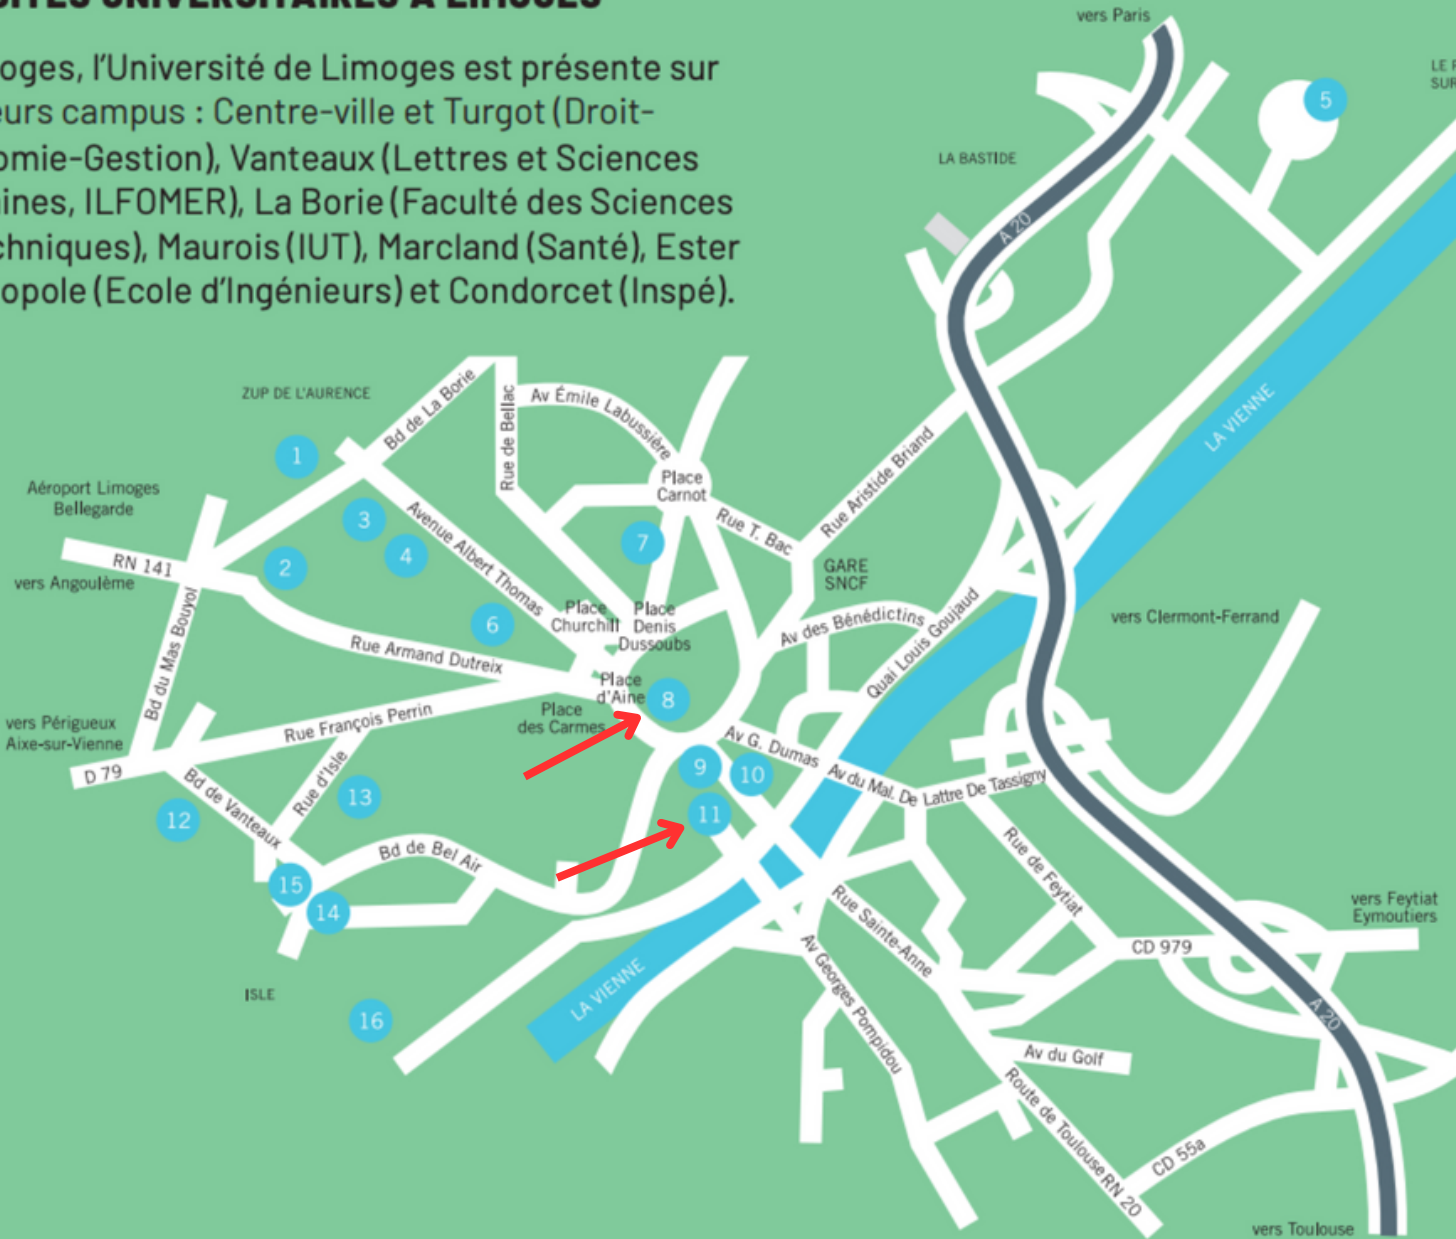 SITES UNIVERSITAIRES À LIMOGES
oges, l'Université de Limoges est présente sur
eurs campus : Centre-ville et Turgot (Droit-
omie-Gestion), Vanteaux (Lettres et Sciences
aines, ILFOMER), La Borie (Faculté des Sciences
chniques), Maurois (IUT), Marcland (Santé), Ester
opole (Ecole d'Ingénieurs) et Condorcet (Inspé).
vers Paris
LE
SUR
5
LA BASTIDE
A 20
LA VIENNE
ZUP DE L'AURENCE
Bd de La Borie
Rue de Bellac
Av Émile Labussière
Place
Carnot
Rue T. Bac
Rue Aristide Briand
GARE
SNCF
1
Aéroport Limoges
Bellegarde
3
4
Avenue Albert Thomas
7
RN 141
vers Angoulême
2
6
Place
Churchill
Place
Denis
Dussoubs
Av des Bénédictins
Quai Louis Goujaud
vers Clermont-Ferrand
Bd du Mas Bouyol
Rue Armand Dutreix
Place
d'Aine
8
Place
des Carmes
vers Périgueux
Aixe-sur-Vienne
Rue François Perrin
D 79
Av G. Dumas
Av du Mal. De Lattre De Tassigny
9
10
11
Bd de Vanteaux
Rue d'Isle
13
12
Bd de Bel Air
15
14
Rue de Feytiat
Rue Sainte-Anne
vers Feytiat
Eymoutiers
CD 979
Av Georges Pompidou
ISLE
16
LA VIENNE
A 20
Av du Golf
Route de Toulouse RN 20
CD 55a
vers Toulouse